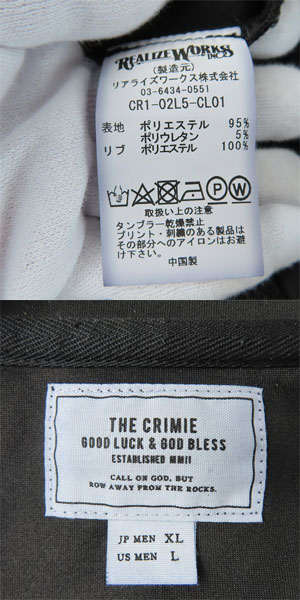 REALIZE WORKS
INC.
(製造元)
リアライズワークス株式会社
03-6434-0551
CR1-02L5-CL01
表地 ポリエステル 95%
ポリウレタン 5%
リブ ポリエステル 100%
P W
取扱い上の注意
タンブラー乾燥禁止
プリント・刺繍のある製品は
その部分へのアイロンはお避
け下さい。
中国製
THE CRIMIE
GOOD LUCK & GOD BLESS
ESTABLISHED MMII
CALL ON GOD, BUT
ROW AWAY FROM THE ROCKS.
JP MEN XL
US MEN L